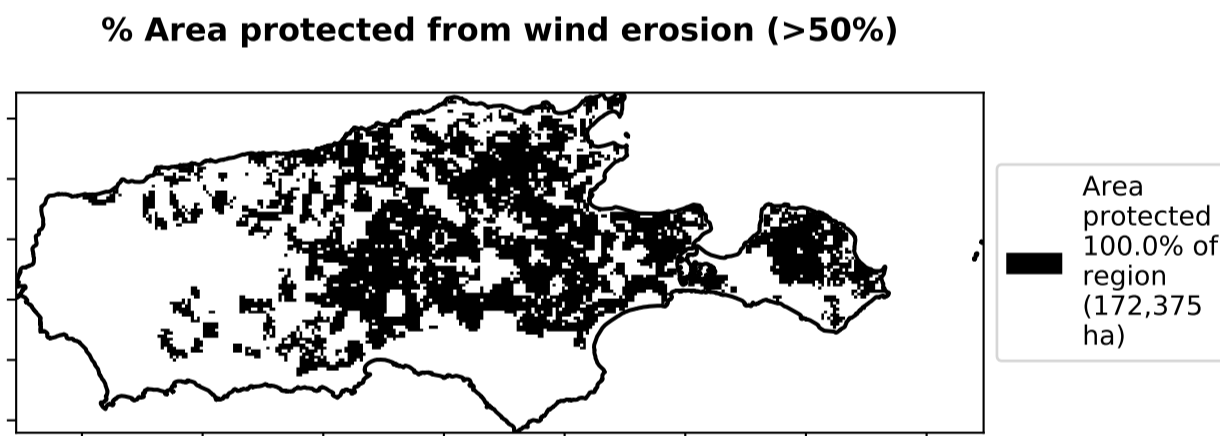 % Area protected from wind erosion (>50%)
Area
protected
100.0% of
region
(172,375
ha)